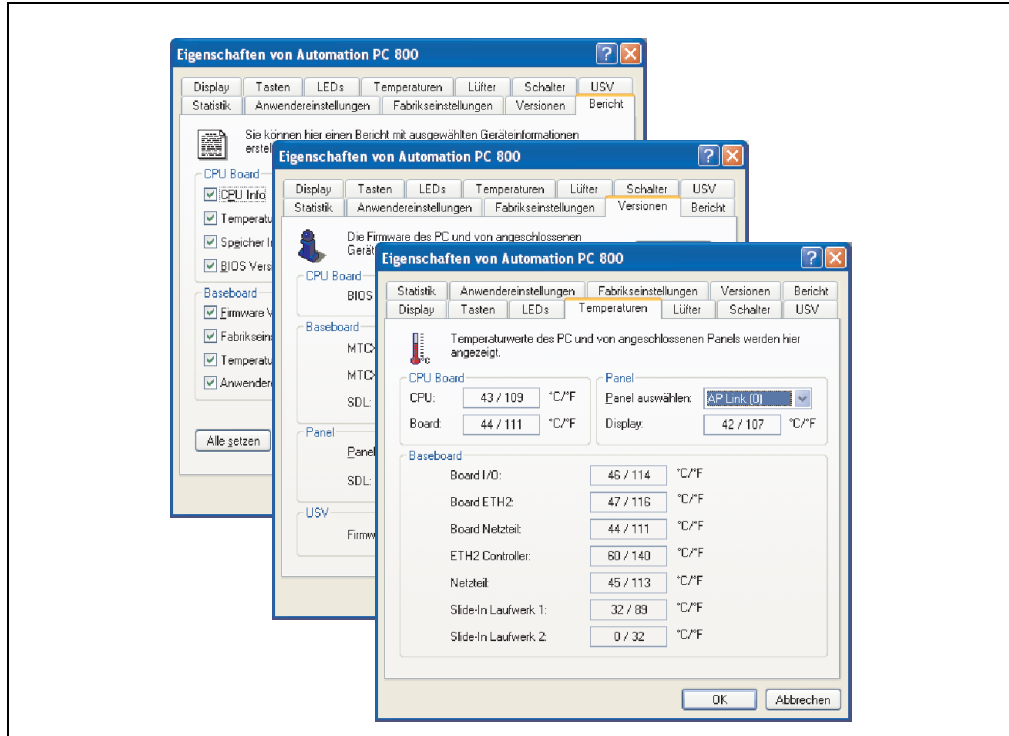 Eigenschaften von Automation PC 800
Display Tasten LEDs Temperaturen Lüfter Schalter USV
Statistik Anwendereinstellungen Fabrikseinstellungen Versionen Bericht
Sie können hier einen Bericht mit ausgewählten Geräteinformationen
CPU Board
CPU Info
BIOS
Baseboard
Firmware
Alle setzen
Eigenschaften von Automation PC 800
Display Tasten LEDs Temperaturen Lüfter Schalter USV
Statistik Anwendereinstellungen Fabrikseinstellungen Versionen Bericht
Die Firmware des PC und von angeschlossenen
CPU Board
BIOS
Baseboard
SDL:
Panel
Panel
SDL:
USV
Eigenschaften von Automation PC 800
Statistik Anwendereinstellungen Fabrikseinstellungen Versionen Bericht
Display Tasten LEDs Temperaturen Lüfter Schalter USV
Temperaturwerte des PC und von angeschlossenen Panels werden hier
angezeigt.
CPU Board
CPU: 43 / 109 °C/°F
Board: 44 / 111 °C/°F
Panel
Panel auswählen: AP Link (0)
Display: 42 / 107 °C/°F
Baseboard
Board I/O: 46 / 114 °C/°F
Board ETH2: 47 / 116 °C/°F
Board Netzteil: 44 / 111 °C/°F
ETH2 Controller: 60 / 140 °C/°F
Netzteil: 45 / 113 °C/°F
Slide-In Laufwerk 1: 32 / 89 °C/°F
Slide-In Laufwerk 2: 0 / 32 °C/°F
OK Abbrechen